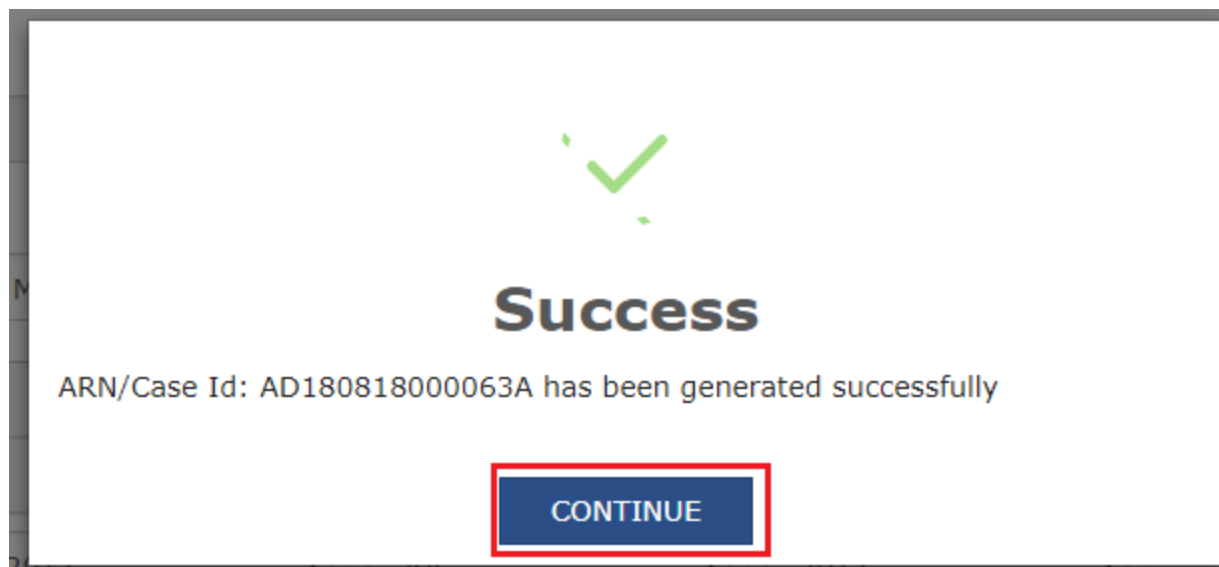 Success
ARN/Case Id: AD180818000063A has been generated successfully
CONTINUE